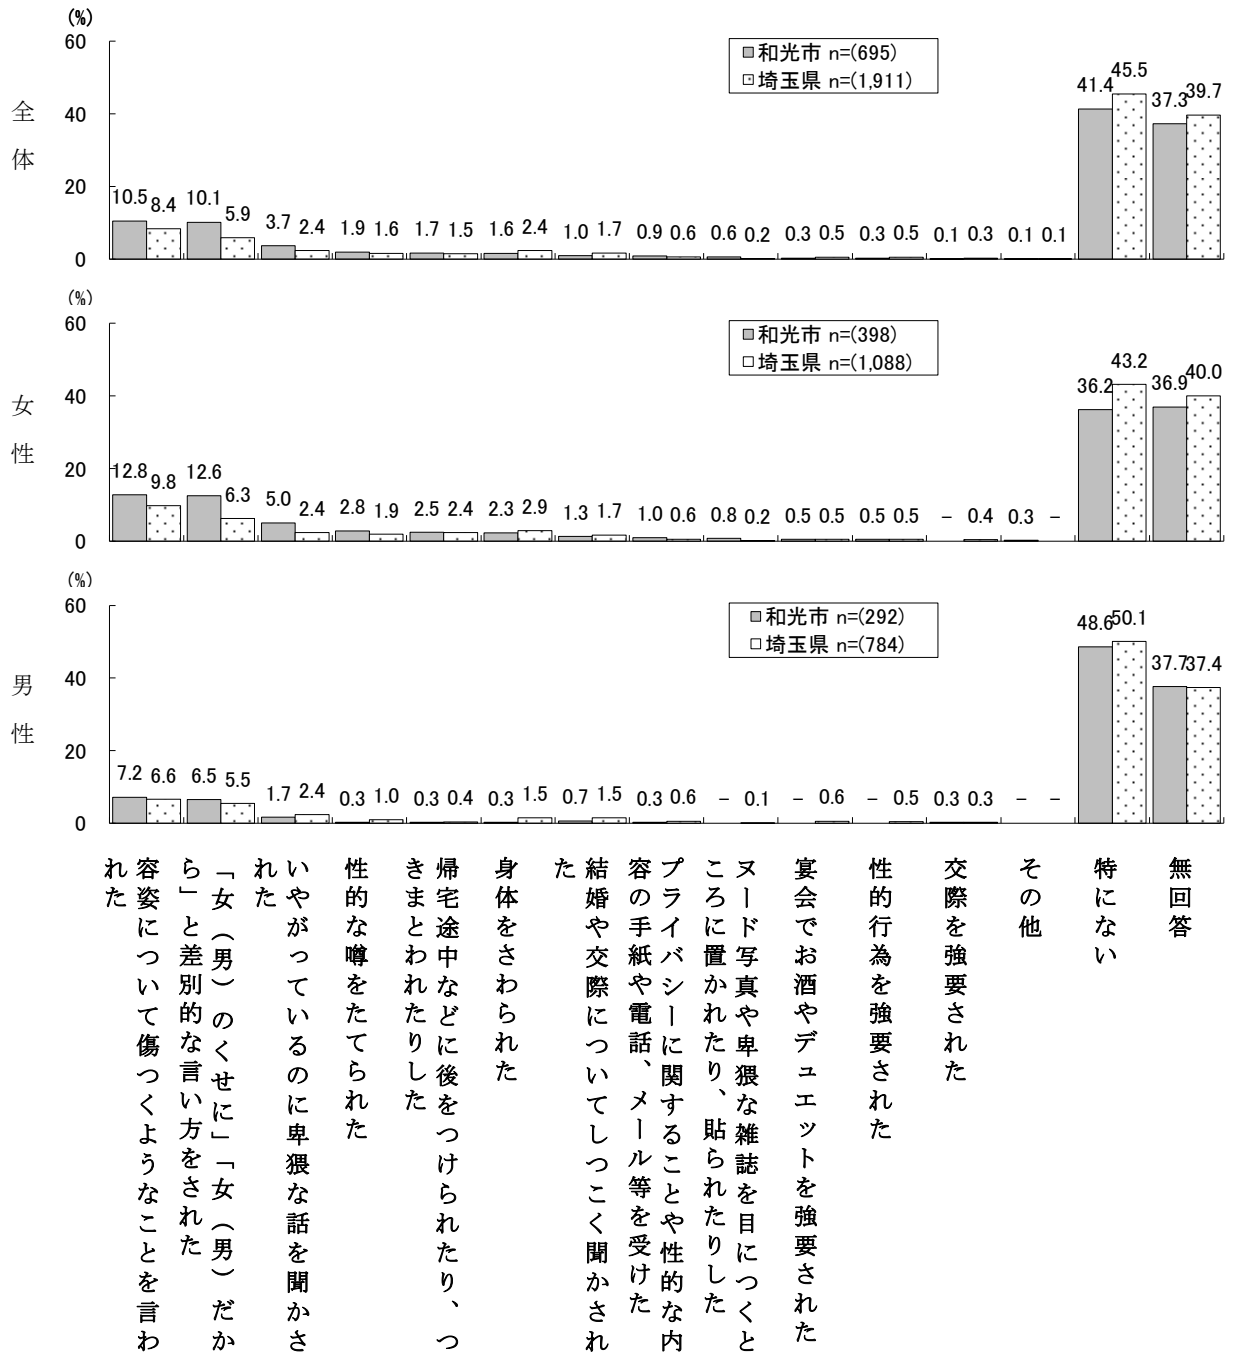 (%)
60
40
20
0
全体
和光市 n=(695)
埼玉県 n=(1,911)
10.5 8.4 10.1 5.9 3.7 2.4 1.9 1.6 1.7 1.5 1.6 2.4 1.0 1.7 0.9 0.6 0.6 0.2 0.3 0.5 0.3 0.5 0.1 0.3 0.1 0.1 41.4 45.5 37.3 39.7
(%)
60
40
20
0
女性
和光市 n=(398)
埼玉県 n=(1,088)
12.8 9.8 12.6 6.3 5.0 2.4 2.8 1.9 2.5 2.4 2.3 2.9 1.3 1.7 1.0 0.6 0.8 0.2 0.5 0.5 0.5 0.5 – 0.4 0.3 – 36.2 43.2 36.9 40.0
(%)
60
40
20
0
男性
和光市 n=(292)
埼玉県 n=(784)
7.2 6.6 6.5 5.5 1.7 2.4 0.3 1.0 0.3 0.4 0.3 1.5 0.7 1.5 0.3 0.6 – 0.1 – 0.6 – 0.5 0.3 0.3 – – 48.6 50.1 37.7 37.4
容姿について傷つくようなことを言わ
れた
「女（男）のくせに」「女（男）だか
ら」と差別的な言い方をされた
いやがっているのに卑猥な話を聞かさ
れた
性的な噂をたてられた
帰宅途中などに後をつけられたり、つ
きまとわれたりした
身体をさわられた
結婚や交際についてしつこく聞かされ
た
プライバシーに関することや性的な内
容の手紙や電話、メール等を受けた
ヌード写真や卑猥な雑誌を目につくと
ころに置かれたり、貼られたりした
宴会でお酒やデュエットを強要された
性的行為を強要された
交際を強要された
その他
特にない
無回答